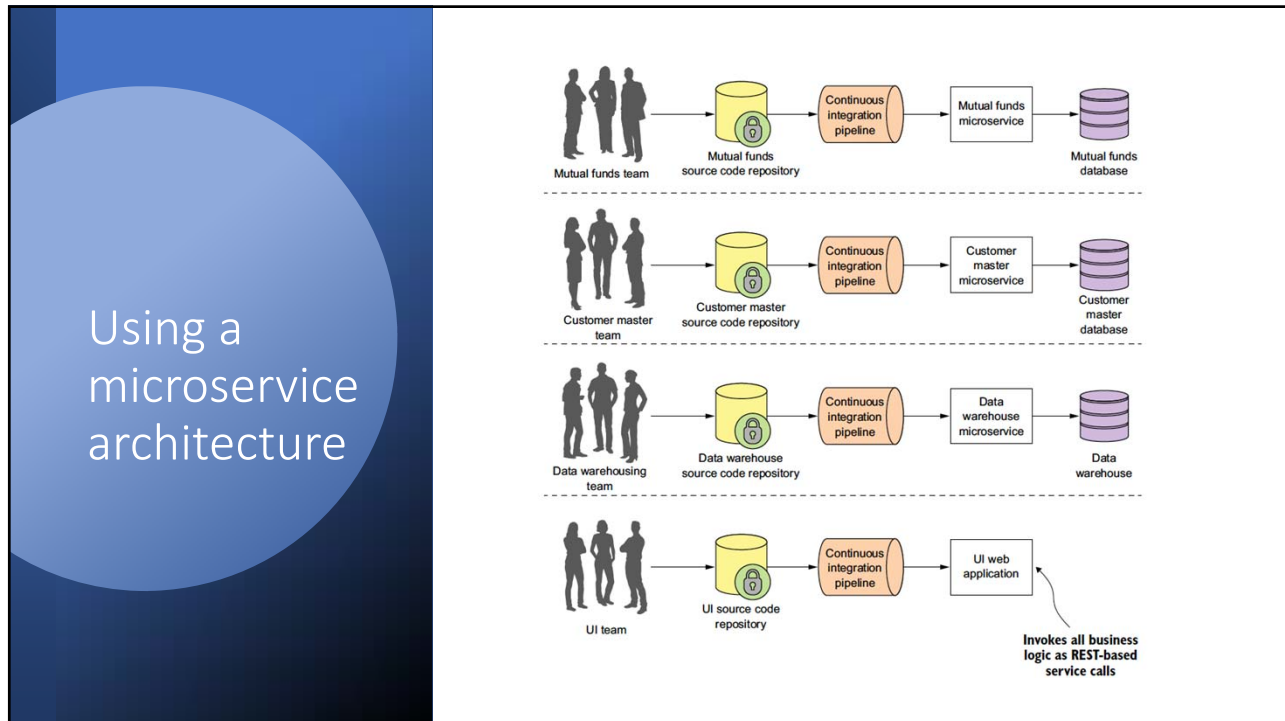 Using a
microservice
architecture
Mutual funds team
Mutual funds
source code repository
Continuous
integration
pipeline
Mutual funds
microservice
Mutual funds
database
Customer master
team
Customer master
source code repository
Continuous
integration
pipeline
Customer
master
microservice
Customer
master
database
Data warehousing
team
Data warehouse
source code repository
Continuous
integration
pipeline
Data
warehouse
microservice
Data
warehouse
UI team
UI source code
repository
Continuous
integration
pipeline
UI web
application
Invokes all business
logic as REST-based
service calls